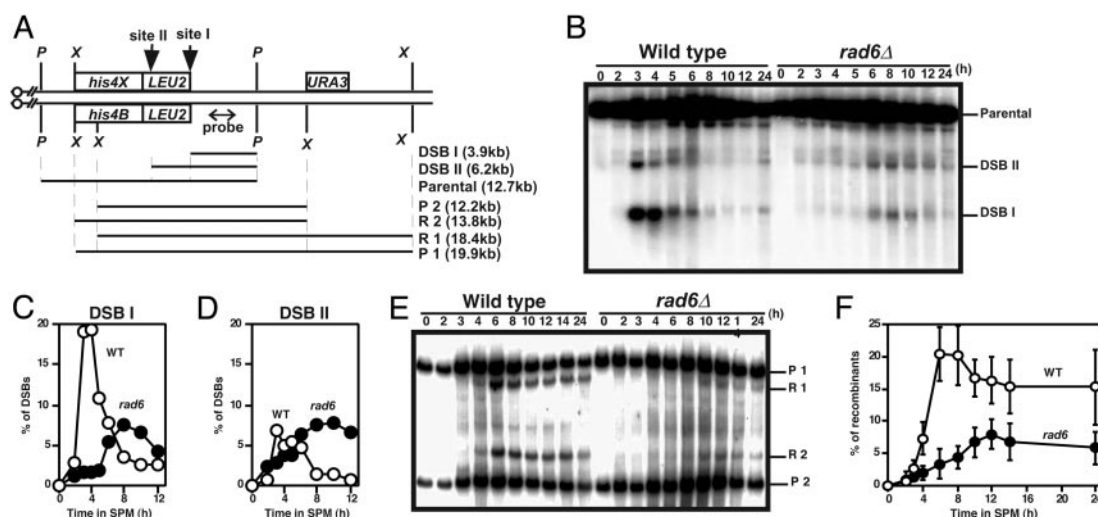 A
site II site I
P X P X
his4X LEU2 URA3
his4B LEU2
probe
P X X P X X
DSB I (3.9kb)
DSB II (6.2kb)
Parental (12.7kb)
P 2 (12.2kb)
R 2 (13.8kb)
R 1 (18.4kb)
P 1 (19.9kb)
B
Wild type rad6Δ
0 2 3 4 5 6 8 10 12 24 0 2 3 4 5 6 8 10 12 24 (h)
Parental
DSB II
DSB I
C
DSB I
% of DSBs
20
15
10
5
0
WT
rad6
0 4 8 12
Time in SPM (h)
D
DSB II
% of DSBs
20
15
10
5
0
WT
rad6
0 4 8 12
Time in SPM (h)
E
Wild type rad6Δ
0 2 3 4 6 8 10 12 14 24 0 2 3 4 6 8 10 12 1 24 (h)
4
P 1
R 1
R 2
P 2
F
% of recombinants
25
20
15
10
5
0
WT
rad6
0 4 8 12 16 20 24
Time in SPM (h)